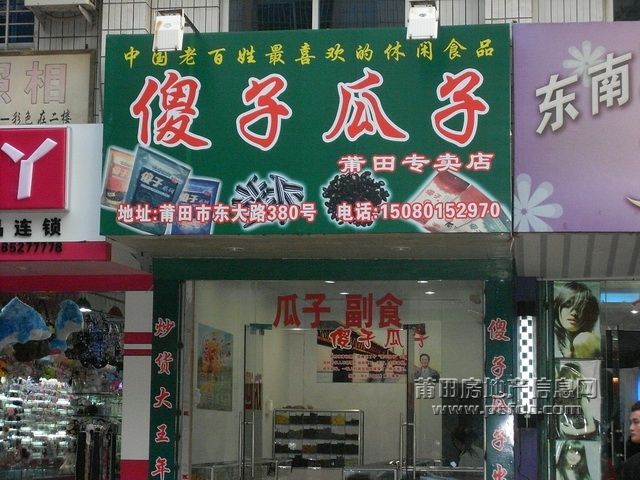 中国老百姓最喜欢的休闲食品
傻子瓜子
莆田专卖店
地址:莆田市东大路380号 电话:15080152970
照相
彩色在二楼
连锁
85277778
东南
瓜子 副食
傻子瓜子
炒货大王年
傻子瓜子
莆田房地产信息网